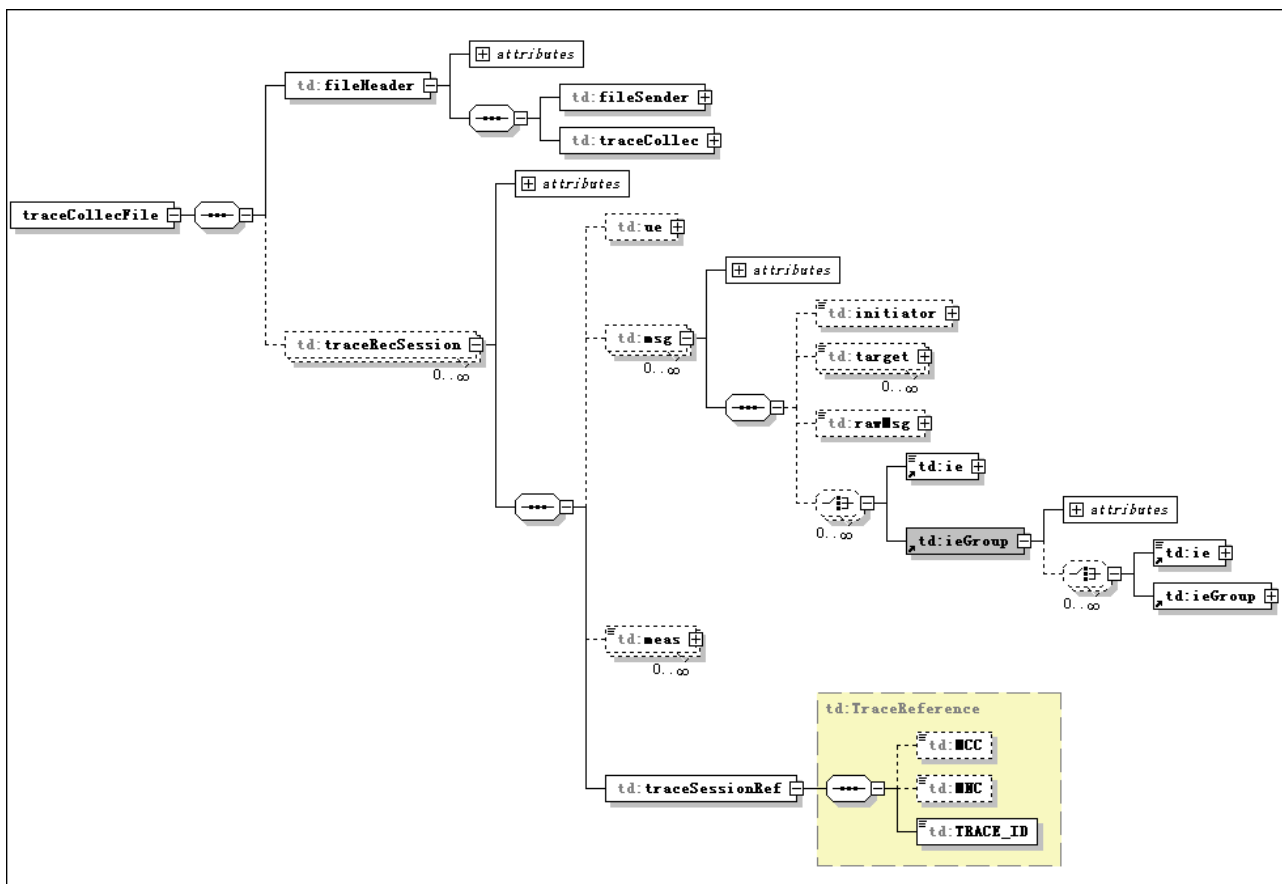 attributes
td:fileHeader
td:fileSender
td:traceCollec
attributes
traceCollecFile
td:ue
attributes
td:initiator
td:traceRecSession
0..∞
td:msg
0..∞
td:target
0..∞
td:rawMsg
td:ie
0..∞
attributes
td:ieGroup
td:ie
0..∞
td:ieGroup
td:meas
0..∞
td:TraceReference
td:MCC
td:traceSessionRef
td:MNC
td:TRACE_ID